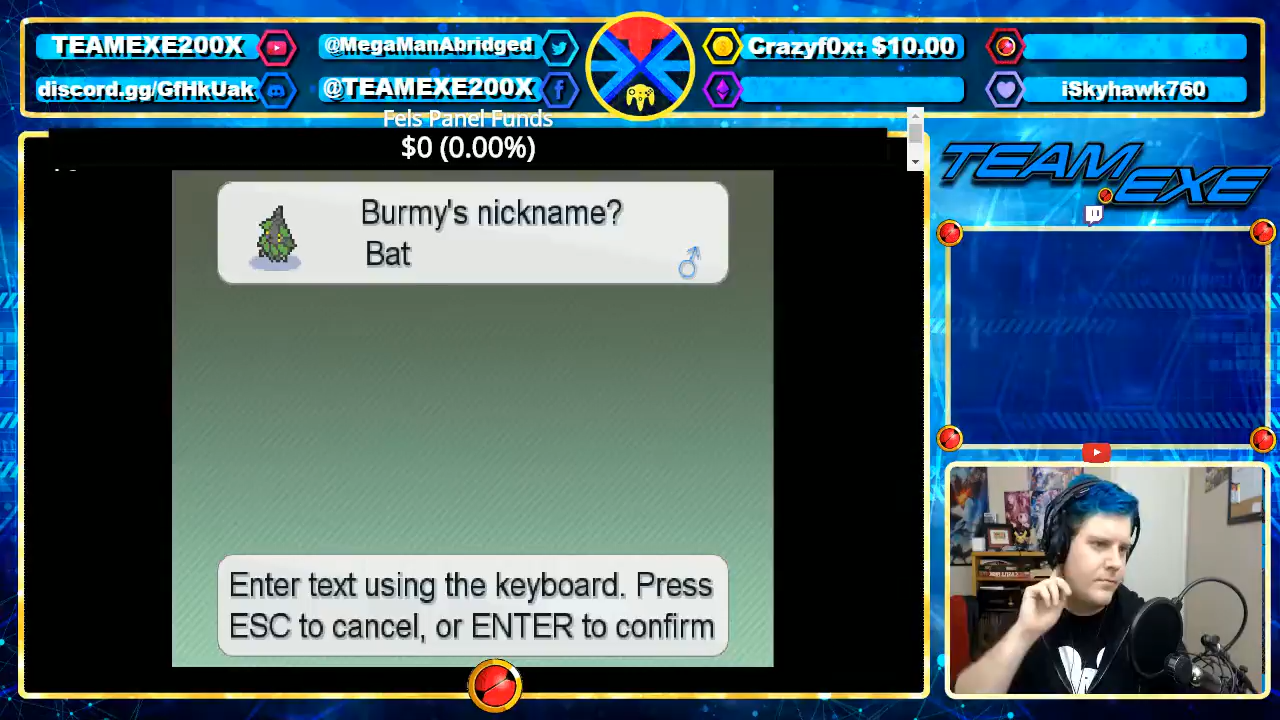 TEAMEXE200X
@MegaManAbridged
Crazyf0x: $10.00
discord.gg/GfHkUak
@TEAMEXE200X
iSkyhawk760
Fels Panel Funds
$0 (0.00%)
TEAM.EXE
Burmy's nickname?
Bat
Enter text using the keyboard. Press
ESC to cancel, or ENTER to confirm